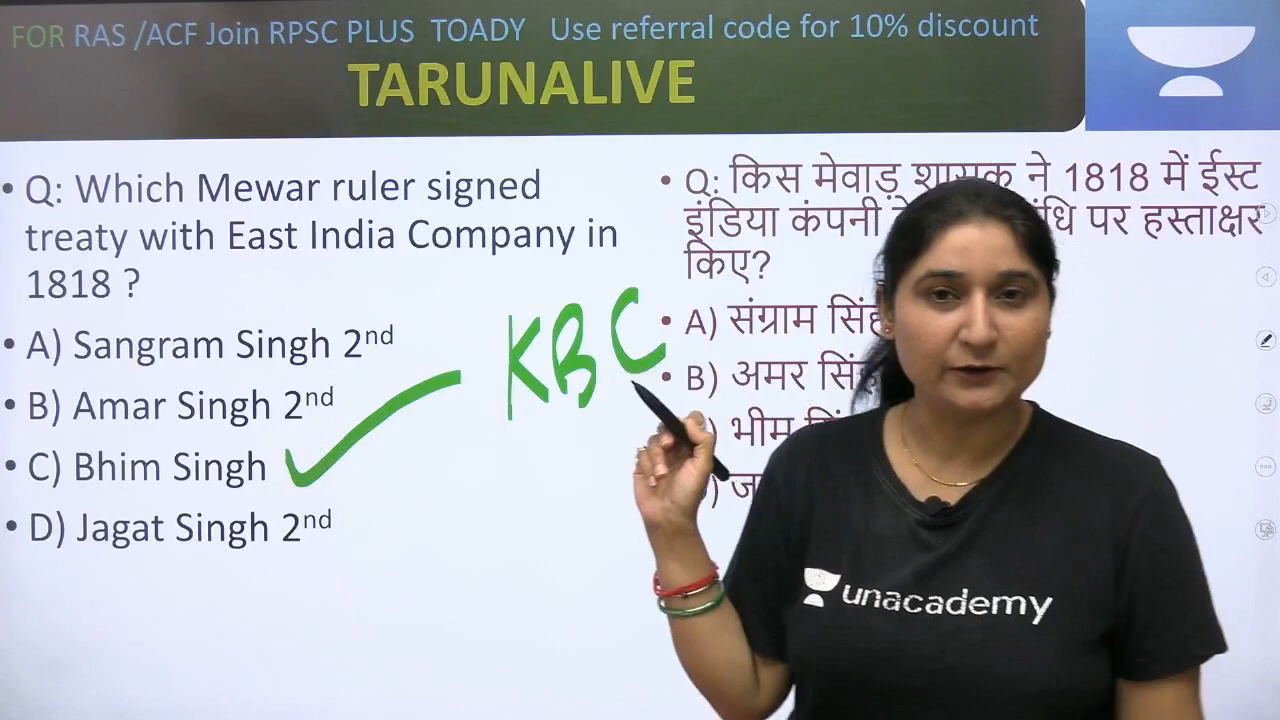 FOR RAS /ACF Join RPSC PLUS TOADY Use referral code for 10% discount
TARUNALIVE
• Q: Which Mewar ruler signed
treaty with East India Company in
1818 ?
• A) Sangram Singh 2nd
• B) Amar Singh 2nd
• C) Bhim Singh
• D) Jagat Singh 2nd
KBC
• Q: किस मेवाड़ शासक ने 1818 में ईस्ट
इंडिया कंपनी पर हस्ताक्षर
किए?
• A) संग्राम सिंह
• B) अमर सिंह
भीम
unacademy